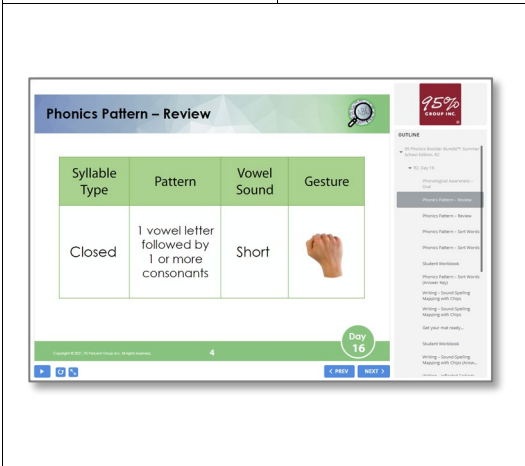 Phonics Pattern – Review
Syllable
Type
Pattern
Vowel
Sound
Gesture
Closed
1 vowel letter
followed by
1 or more
consonants
Short
Day
16
4
< PREV
NEXT >
95%
GROUP INC.
OUTLINE
Phonological Awareness –
Oral
Phonics Pattern – Review
Phonics Pattern – Review
Phonics Pattern – Sort Words
Phonics Pattern – Sort Words
Student Workbook
Phonics Pattern – Sort Words
(Answer Key)
Writing – Sound-Spelling
Mapping with Chips
Writing – Sound-Spelling
Mapping with Chips
Get your mat ready...
Student Workbook
Writing – Sound-Spelling
Mapping with Chips (Answ...